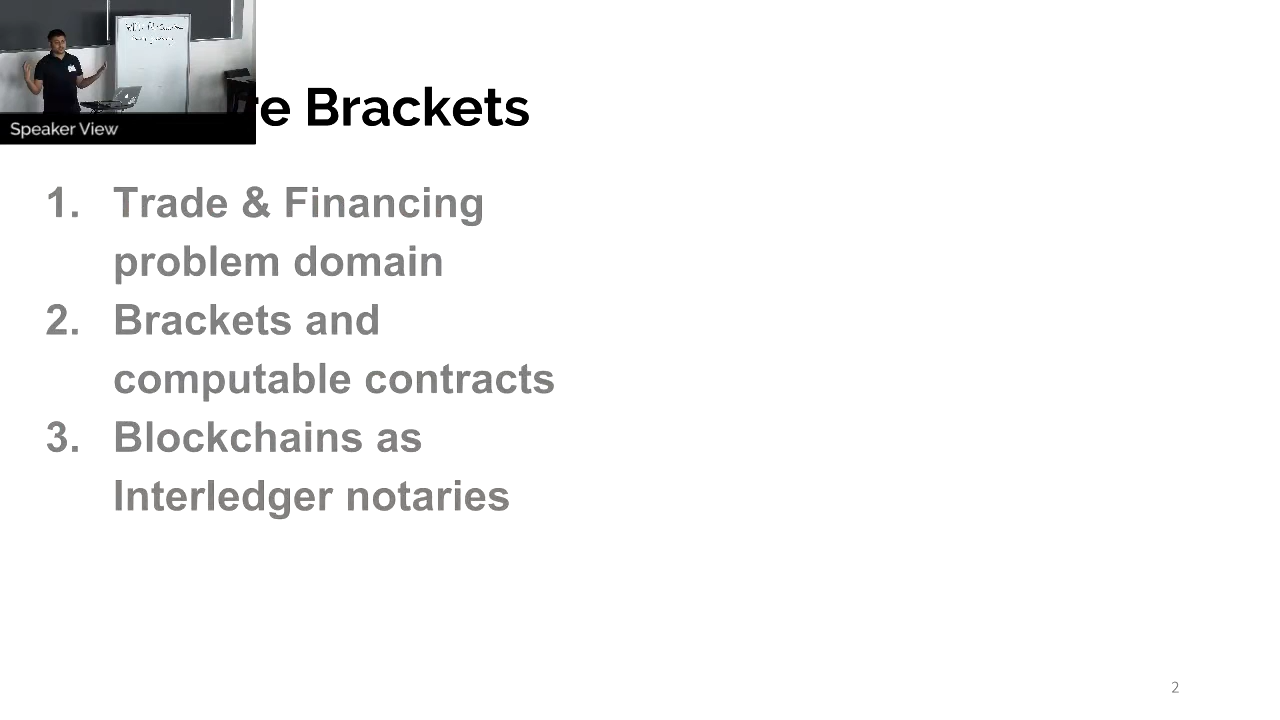 re Brackets
1. Trade & Financing
problem domain
2. Brackets and
computable contracts
3. Blockchains as
Interledger notaries
Speaker View
2